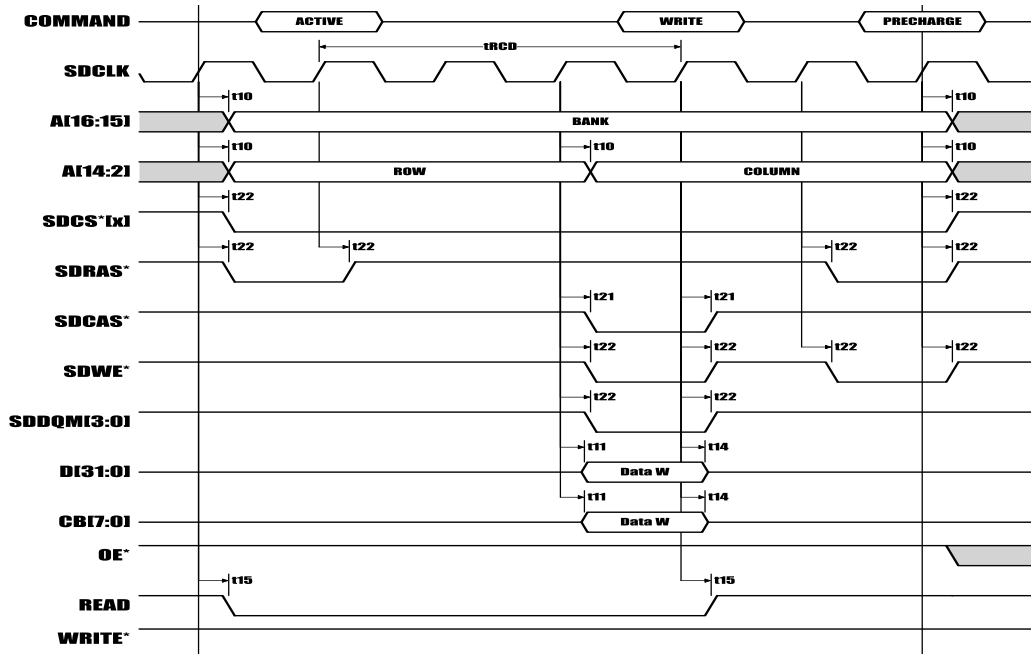 COMMAND ACTIVE WRITE PRECHARGE
tRCD
SDCLK
t10 t10
A[16:15] BANK
t10 t10 t10
A[14:2] ROW COLUMN
t22 t22
SDCS*[x]
t22 t22 t22 t22
SDRAS*
t21 t21
SDCAS*
t22 t22 t22 t22
SDWE*
t22 t22
SDDQM[3:0]
t11 t14
D[31:0] Data W
t11 t14
CB[7:0] Data W
OE*
t15 t15
READ
WRITE*